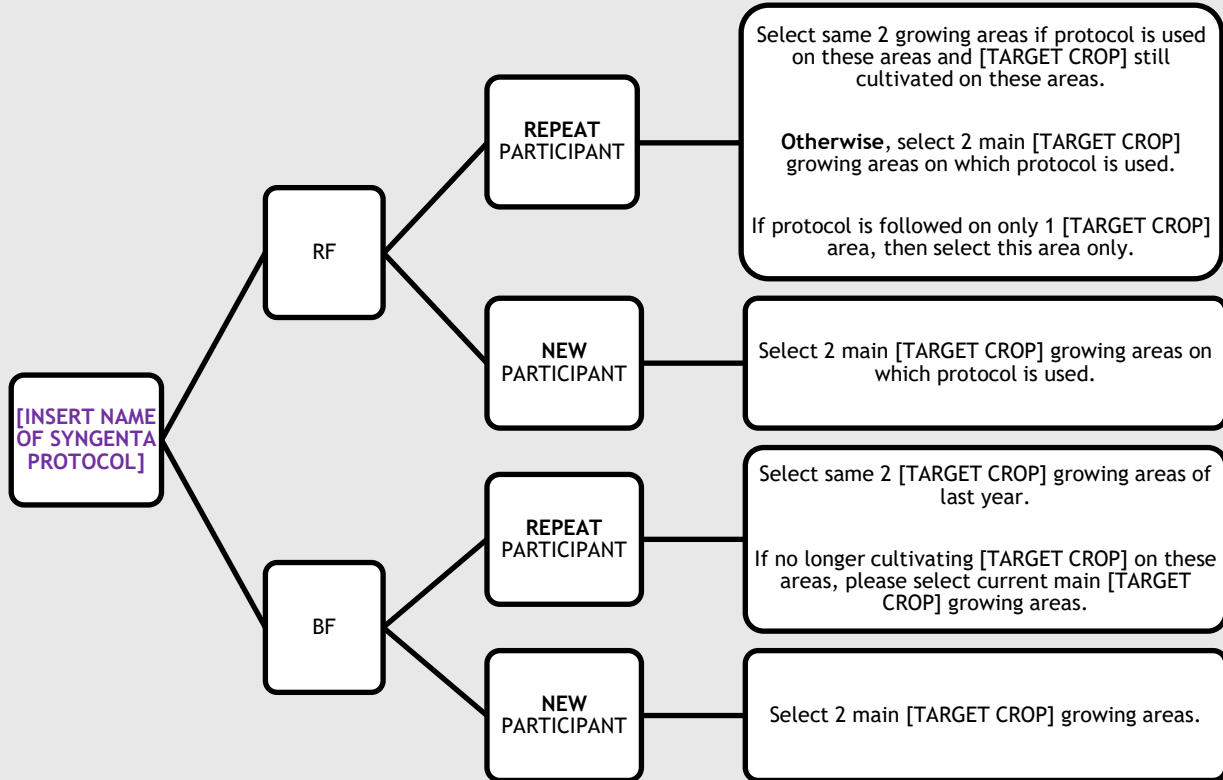 [INSERT NAME
OF SYNGENTA
PROTOCOL]
RF
REPEAT
PARTICIPANT
Select same 2 growing areas if protocol is used
on these areas and [TARGET CROP] still
cultivated on these areas.
Otherwise, select 2 main [TARGET CROP]
growing areas on which protocol is used.
If protocol is followed on only 1 [TARGET CROP]
area, then select this area only.
NEW
PARTICIPANT
Select 2 main [TARGET CROP] growing areas on
which protocol is used.
BF
REPEAT
PARTICIPANT
Select same 2 [TARGET CROP] growing areas of
last year.
If no longer cultivating [TARGET CROP] on these
areas, please select current main [TARGET
CROP] growing areas.
NEW
PARTICIPANT
Select 2 main [TARGET CROP] growing areas.